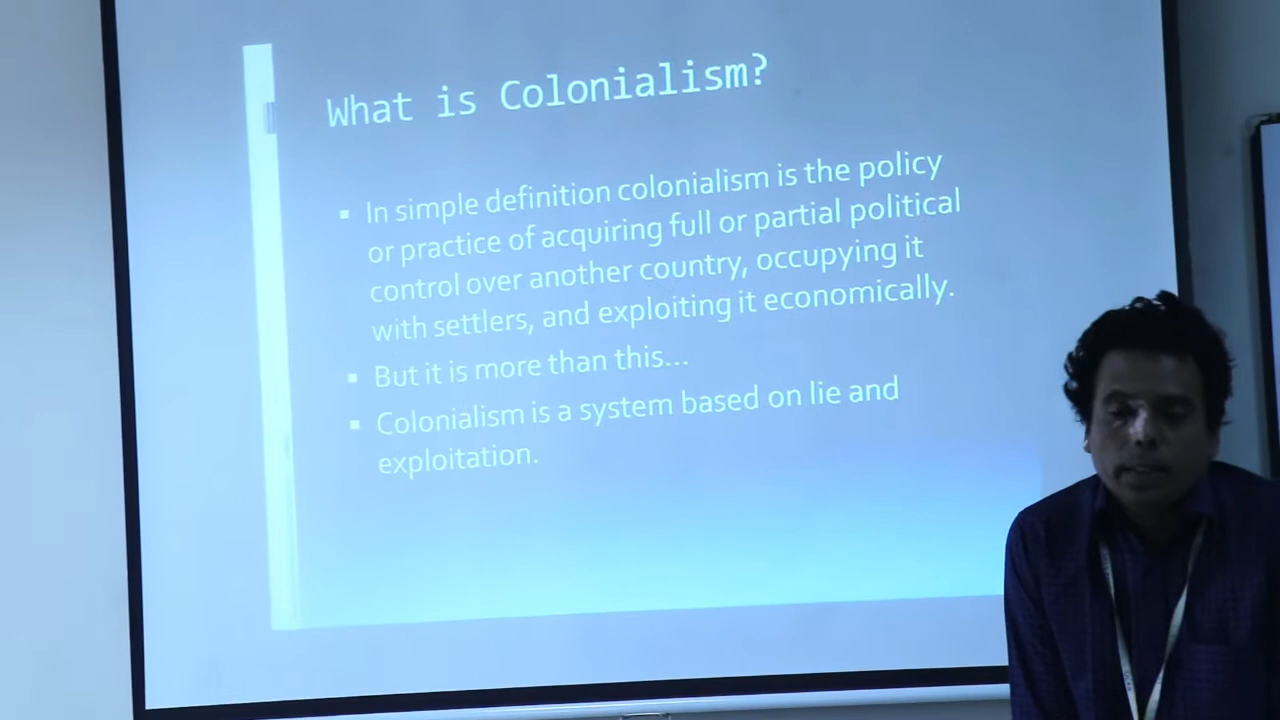 What is Colonialism?
▪ In simple definition colonialism is the policy
or practice of acquiring full or partial political
control over another country, occupying it
with settlers, and exploiting it economically.
▪ But it is more than this...
▪ Colonialism is a system based on lie and
exploitation.